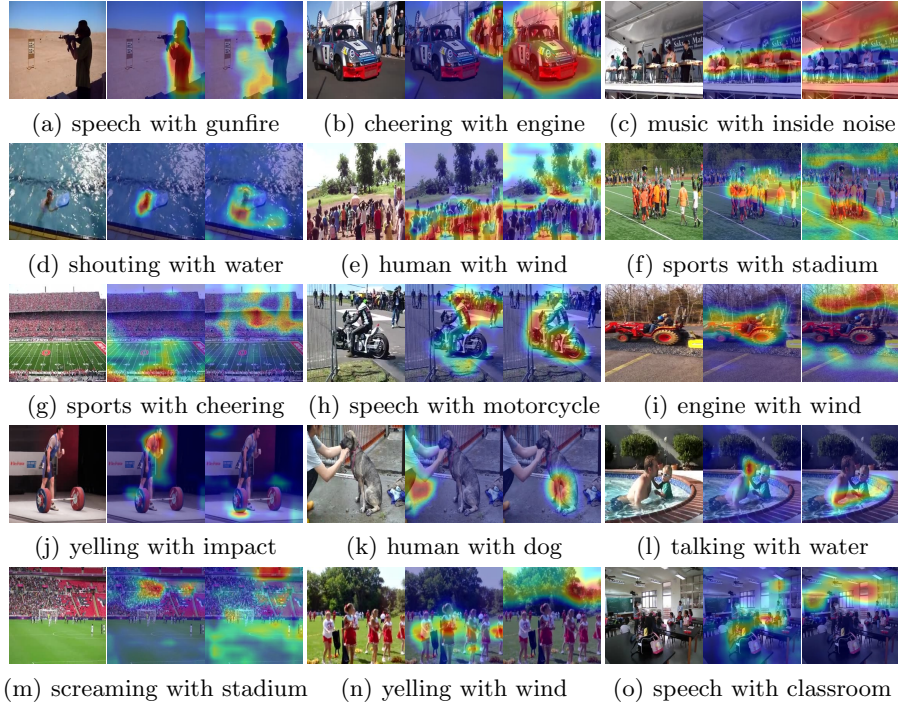 (a) speech with gunfire
(b) cheering with engine
(c) music with inside noise
(d) shouting with water
(e) human with wind
(f) sports with stadium
(g) sports with cheering
(h) speech with motorcycle
(i) engine with wind
(j) yelling with impact
(k) human with dog
(l) talking with water
(m) screaming with stadium
(n) yelling with wind
(o) speech with classroom